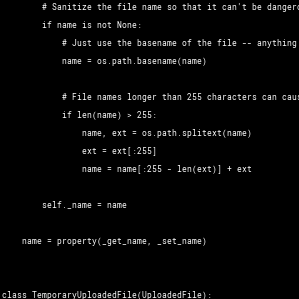 # Sanitize the file name so that it can't be dangero
if name is not None:
# Just use the basename of the file -- anything
name = os.path.basename(name)
# File names longer than 255 characters can caus
if len(name) > 255:
name, ext = os.path.splitext(name)
ext = ext[:255]
name = name[:255 - len(ext)] + ext
self._name = name
name = property(_get_name, _set_name)
class TemporaryUploadedFile(UploadedFile):